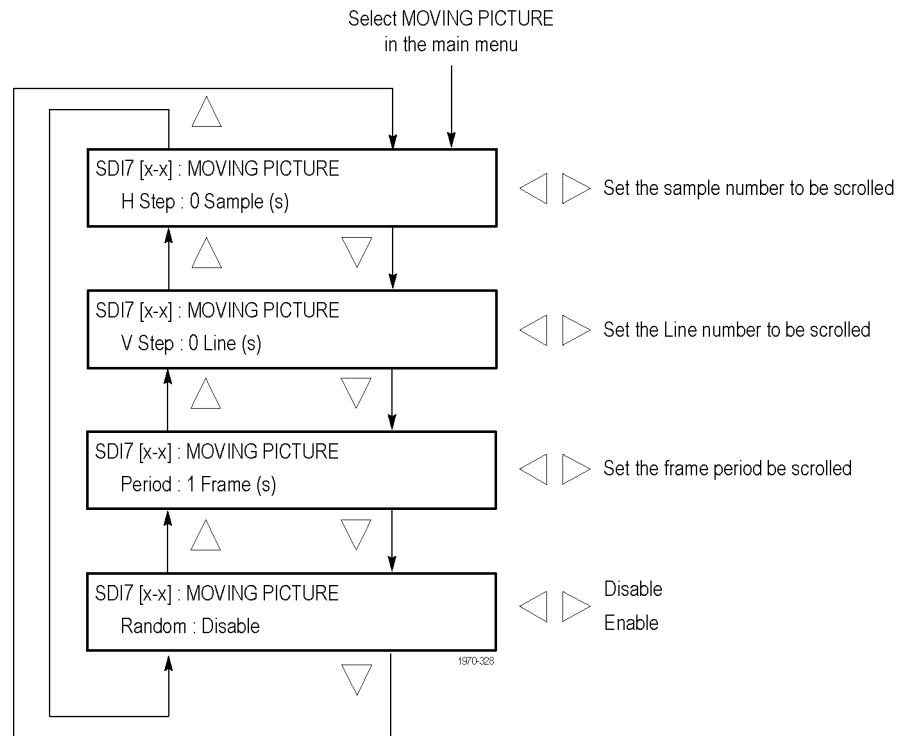 Select MOVING PICTURE
in the main menu
SDI7 [x-x] : MOVING PICTURE
H Step : 0 Sample (s)
Set the sample number to be scrolled
SDI7 [x-x] : MOVING PICTURE
V Step : 0 Line (s)
Set the Line number to be scrolled
SDI7 [x-x] : MOVING PICTURE
Period : 1 Frame (s)
Set the frame period be scrolled
SDI7 [x-x] : MOVING PICTURE
Random : Disable
Disable
Enable
1970-328